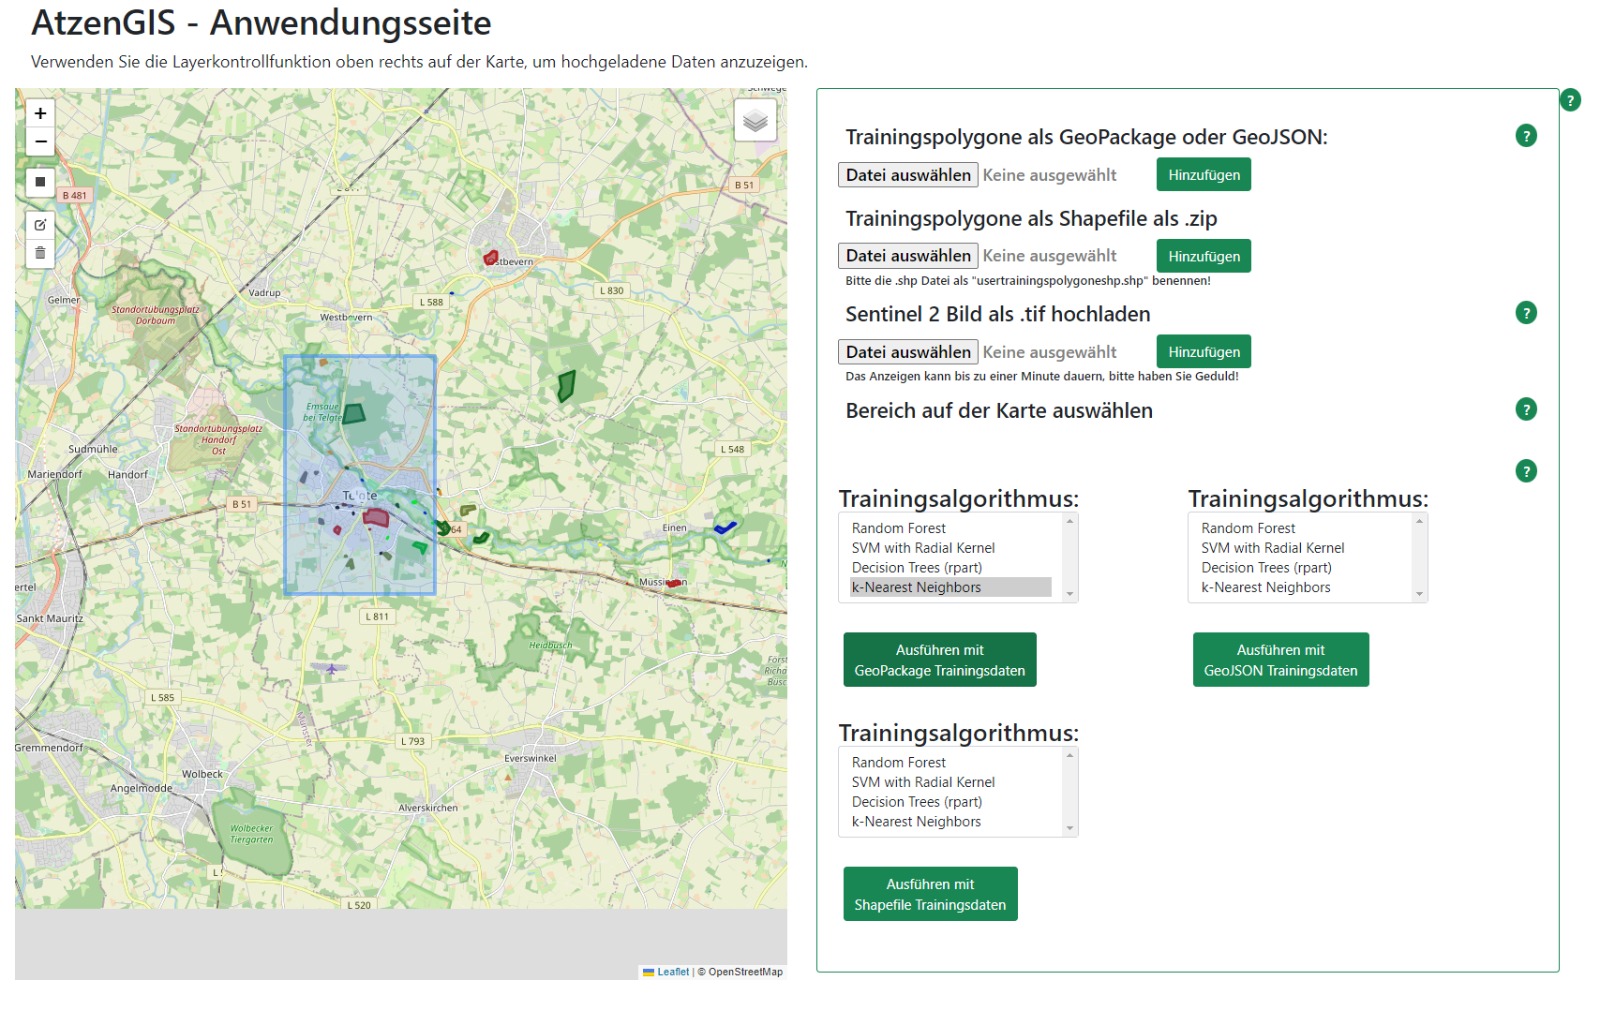 AtzenGIS - Anwendungsseite
Verwenden Sie die Layerkontrollfunktion oben rechts auf der Karte, um hochgeladene Daten anzuzeigen.
+
−
B 481
B 51
Ostbevern
Vadrup
L 588
L 830
Gelmer
Standortübungsplatz
Dorbaum
Westbevern
Emsaue
bei Telgte
Standortübungsplatz
Handorf
Ost
Sudmühle
L 548
Mariendorf
Handorf
Telgte
B 51
64
Einen
Müssingen
Sankt Mauritz
L 811
Heidbusch
L 585
Münster
L 793
Gremmendorf
Everswinkel
Wolbeck
Angelmodde
Alverskirchen
Wolbecker
Tiergarten
L 520
Leaflet | © OpenStreetMap
?
Trainingspolygone als GeoPackage oder GeoJSON:
?
Datei auswählen Keine ausgewählt
Hinzufügen
Trainingspolygone als Shapefile als .zip
Datei auswählen Keine ausgewählt
Hinzufügen
Bitte die .shp Datei als "usertrainingspolygoneshp.shp" benennen!
Sentinel 2 Bild als .tif hochladen
?
Datei auswählen Keine ausgewählt
Hinzufügen
Das Anzeigen kann bis zu einer Minute dauern, bitte haben Sie Geduld!
Bereich auf der Karte auswählen
?
?
Trainingsalgorithmus:
Random Forest
SVM with Radial Kernel
Decision Trees (rpart)
k-Nearest Neighbors
Ausführen mit
GeoPackage Trainingsdaten
Trainingsalgorithmus:
Random Forest
SVM with Radial Kernel
Decision Trees (rpart)
k-Nearest Neighbors
Ausführen mit
GeoJSON Trainingsdaten
Trainingsalgorithmus:
Random Forest
SVM with Radial Kernel
Decision Trees (rpart)
k-Nearest Neighbors
Ausführen mit
Shapefile Trainingsdaten